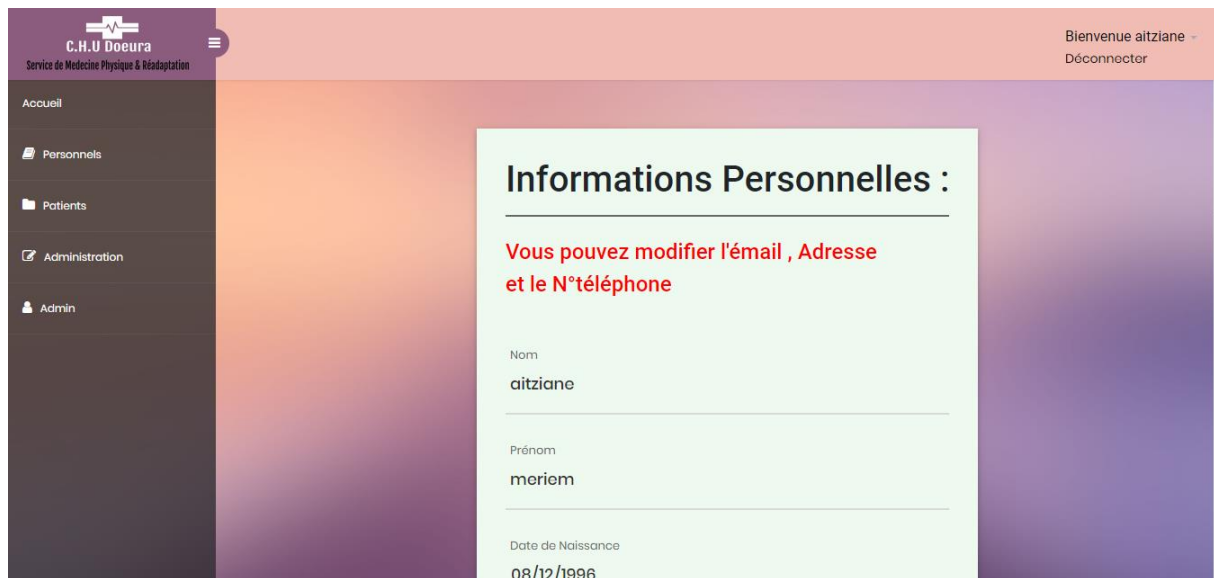 C.H.U Doeura
Service de Medecine Physique & Réadaptation
Bienvenue aitziane
Déconnecter
Accueil
Personnels
Patients
Administration
Admin
Informations Personnelles :
Vous pouvez modifier l'émail , Adresse
et le N°téléphone
Nom
aitziane
Prénom
meriem
Date de Naissance
08/12/1996